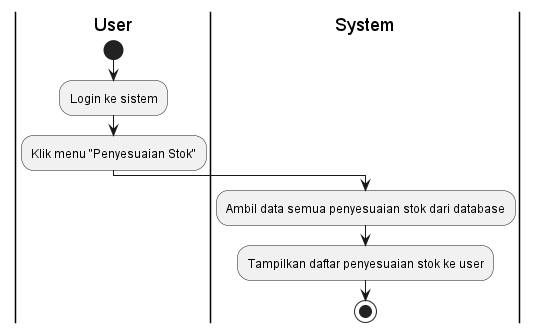 User
System
Login ke sistem
Klik menu "Penyesuaian Stok"
Ambil data semua penyesuaian stok dari database
Tampilkan daftar penyesuaian stok ke user